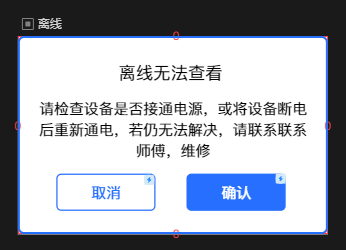 离线
离线无法查看
请检查设备是否接通电源，或将设备断电
后重新通电，若仍无法解决，请联系联系
师傅，维修
取消
确认